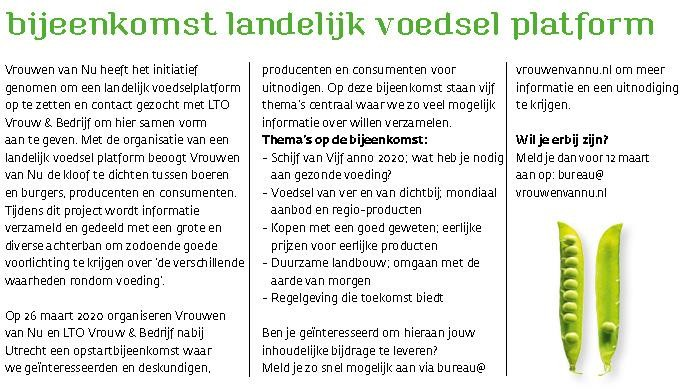 bijeenkomst landelijk voedsel platform
Vrouwen van Nu heeft het initiatief
genomen om een landelijk voedselplatform
op te zetten en contact gezocht met LTO
Vrouw & Bedrijf om hier samen vorm
aan te geven. Met de organisatie van een
landelijk voedsel platform beoogt Vrouwen
van Nu de kloof te dichten tussen boeren
en burgers, producenten en consumenten.
Tijdens dit project wordt informatie
verzameld en gedeeld met een grote en
diverse achterban om zodoende goede
voorlichting te krijgen over ‘de verschillende
waarheden rondom voeding’.
Op 26 maart 2020 organiseren Vrouwen
van Nu en LTO Vrouw & Bedrijf nabij
Utrecht een opstartbijeenkomst waar
we geïnteresseerden en deskundigen,
producenten en consumenten voor
uitnodigen. Op deze bijeenkomst staan vijf
thema's centraal waar we zo veel mogelijk
informatie over willen verzamelen.
Thema's op de bijeenkomst:
- Schijf van Vijf anno 2020; wat heb je nodig
aan gezonde voeding?
- Voedsel van ver en van dichtbij; mondiaal
aanbod en regio-producten
- Kopen met een goed geweten; eerlijke
prijzen voor eerlijke producten
- Duurzame landbouw; omgaan met de
aarde van morgen
- Regelgeving die toekomst biedt
Ben je geïnteresseerd om hieraan jouw
inhoudelijke bijdrage te leveren?
Meld je zo snel mogelijk aan via bureau@
vrouwenvannu.nl om meer
informatie en een uitnodiging
te krijgen.
Wil je erbij zijn?
Meld je dan voor 12 maart
aan op: bureau@
vrouwenvannu.nl